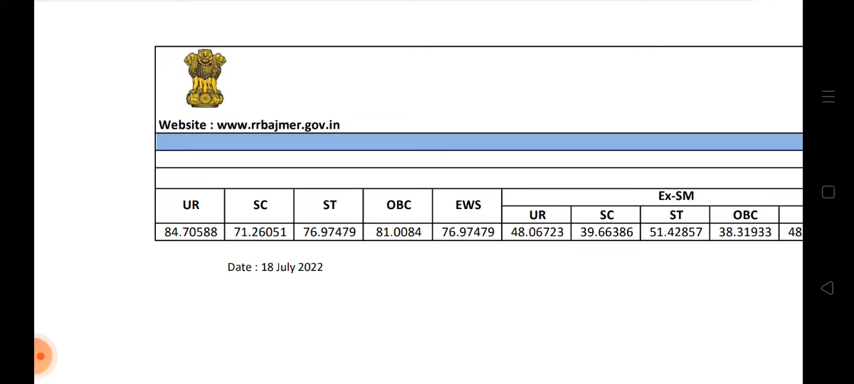 Website : www.rrbajmer.gov.in
UR SC ST OBC EWS Ex-SM
UR SC ST OBC
84.70588 71.26051 76.97479 81.0084 76.97479 48.06723 39.66386 51.42857 38.31933 48
Date : 18 July 2022